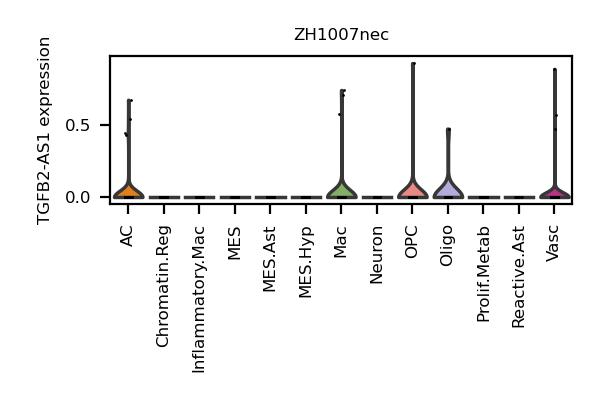 ZH1007nec
TGFB2-AS1 expression
0.5
0.0
AC
Chromatin.Reg
Inflammatory.Mac
MES
MES.Ast
MES.Hyp
Mac
Neuron
OPC
Oligo
Prolif.Metab
Reactive.Ast
Vasc